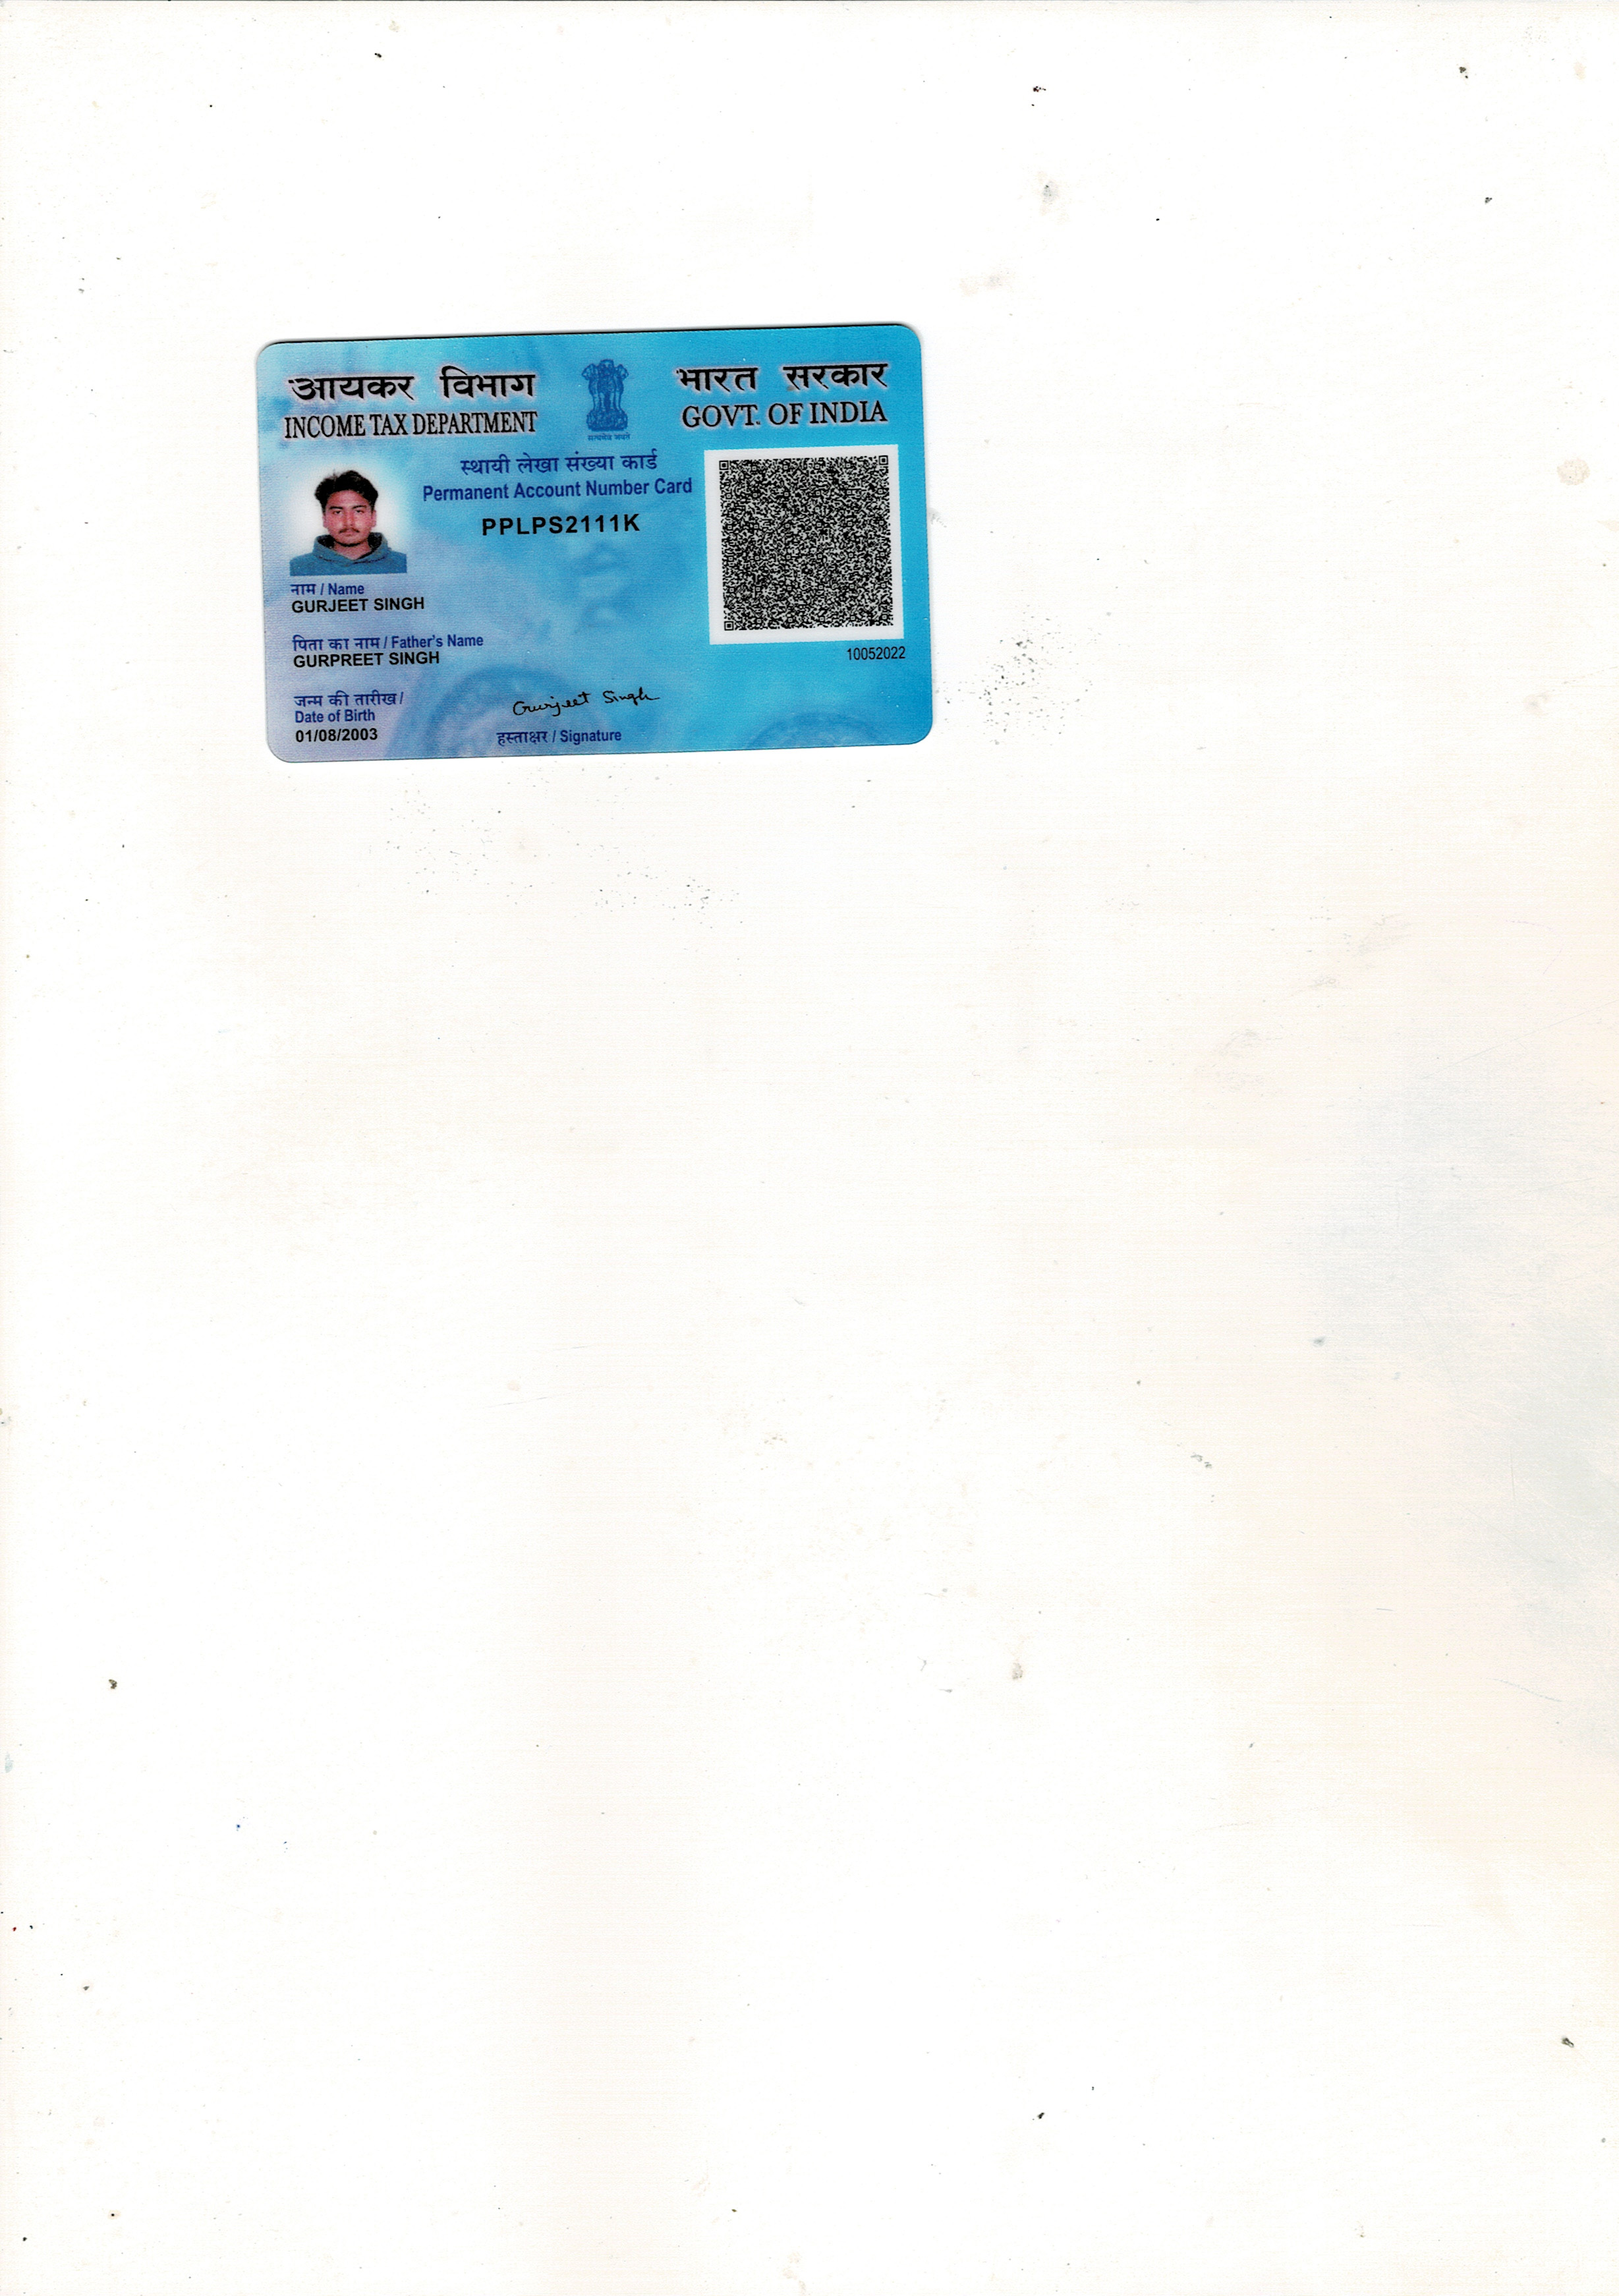 आयकर विभाग
INCOME TAX DEPARTMENT
सत्यमेव जयते
भारत सरकार
GOVT. OF INDIA
स्थायी लेखा संख्या कार्ड
Permanent Account Number Card
PPLPS2111K
नाम / Name
GURJEET SINGH
पिता का नाम / Father's Name
GURPREET SINGH
10052022
जन्म की तारीख /
Date of Birth
01/08/2003
Gurjeet Singh
हस्ताक्षर / Signature